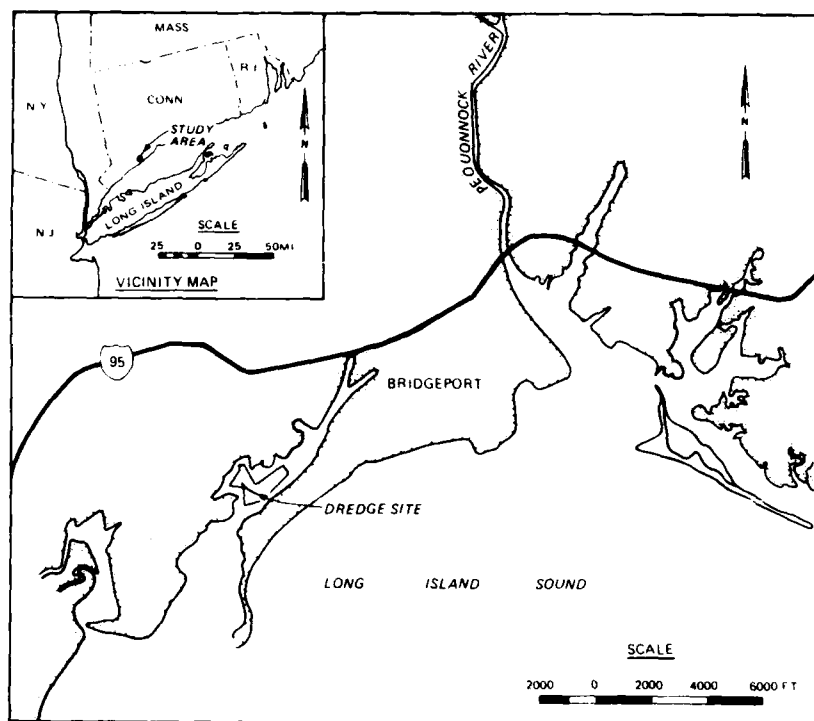 MASS
N.Y
CONN
R I
STUDY
AREA
N
LONG ISLAND
N J
SCALE
25 0 25 50MI
VICINITY MAP
PEQUONNOCK RIVER
N
95
BRIDGEPORT
DREDGE SITE
LONG ISLAND SOUND
SCALE
2000 0 2000 4000 6000 FT